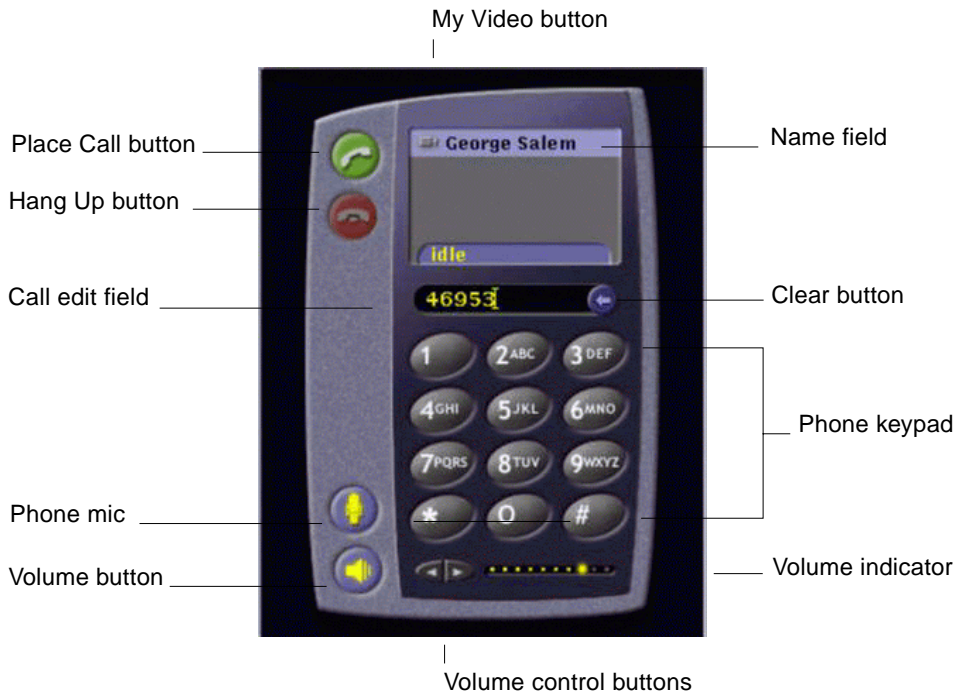 My Video button
Place Call button
George Salem
Name field
Hang Up button
idle
Call edit field
46953
Clear button
1
2ABC
3DEF
4GHI
5JKL
6MNO
Phone keypad
7PQRS
8TUV
9WXYZ
Phone mic
*
0
#
Volume button
Volume indicator
Volume control buttons